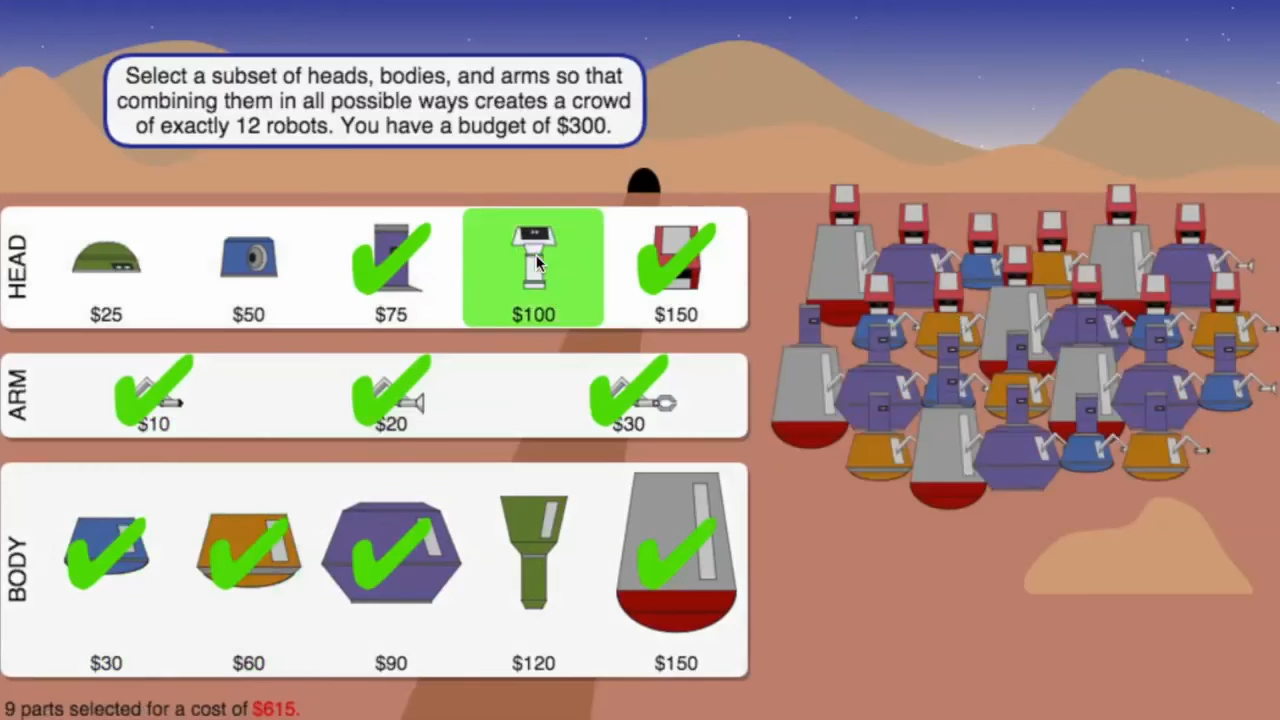 Select a subset of heads, bodies, and arms so that
combining them in all possible ways creates a crowd
of exactly 12 robots. You have a budget of $300.
HEAD
$25 $50 $75 $100 $150
ARM
$10 $20 $30
BODY
$30 $60 $90 $120 $150
9 parts selected for a cost of $615.